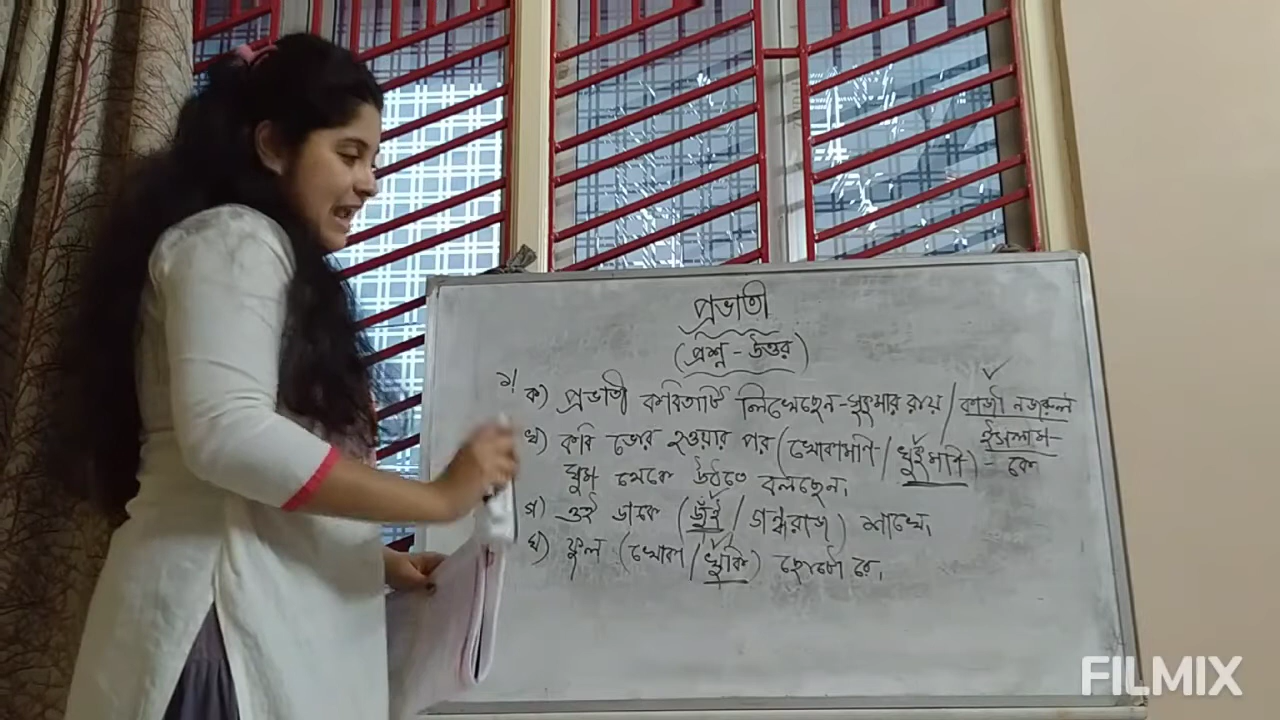 প্রভাতী
(প্রশ্ন - উত্তর)
১। ক) প্রভাতী কবিতাটি লিখেছেন - সুকুমার রায় / কাজী নজরুল
ইসলাম -
খ) কবি ভোর হওয়ার পর (খোকামণি / খুকুমণি) - কে
ঘুম থেকে উঠতে বলছেন।
গ) ওই ডাকে (জুঁই / গন্ধরাজ) শাখে।
ঘ) ফুল (খোকা / খুকি) ছোটো রে।
FILMIX